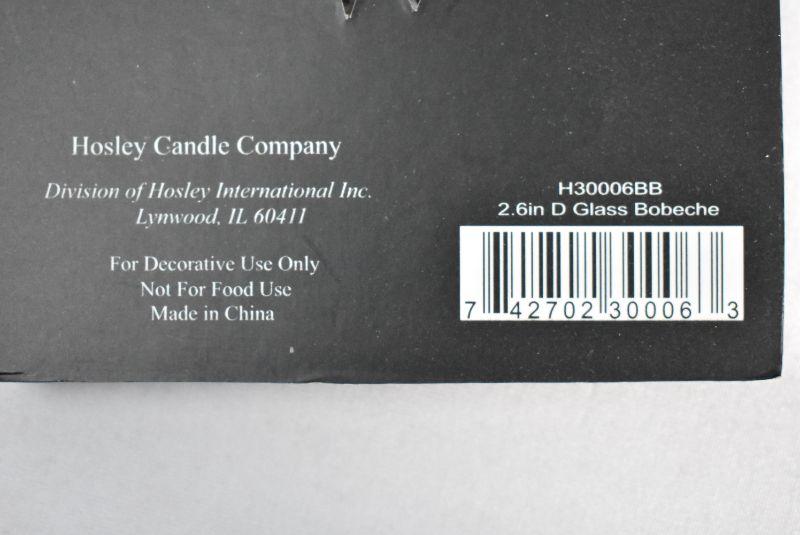 Hosley Candle Company
Division of Hosley International Inc.
Lynwood, IL 60411
For Decorative Use Only
Not For Food Use
Made in China
H30006BB
2.6in D Glass Bobeche
7 42702 30006 3